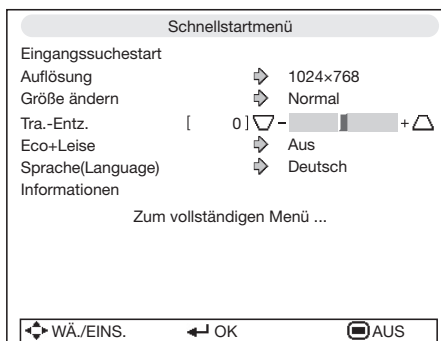 Schnellstartmenü
Eingangssuchestart
Auflösung 1024×768
Größe ändern Normal
Tra.-Entz. [ 0 ] - +
Eco+Leise Aus
Sprache(Language) Deutsch
Informationen
Zum vollständigen Menü ...
WÄ./EINS. OK AUS